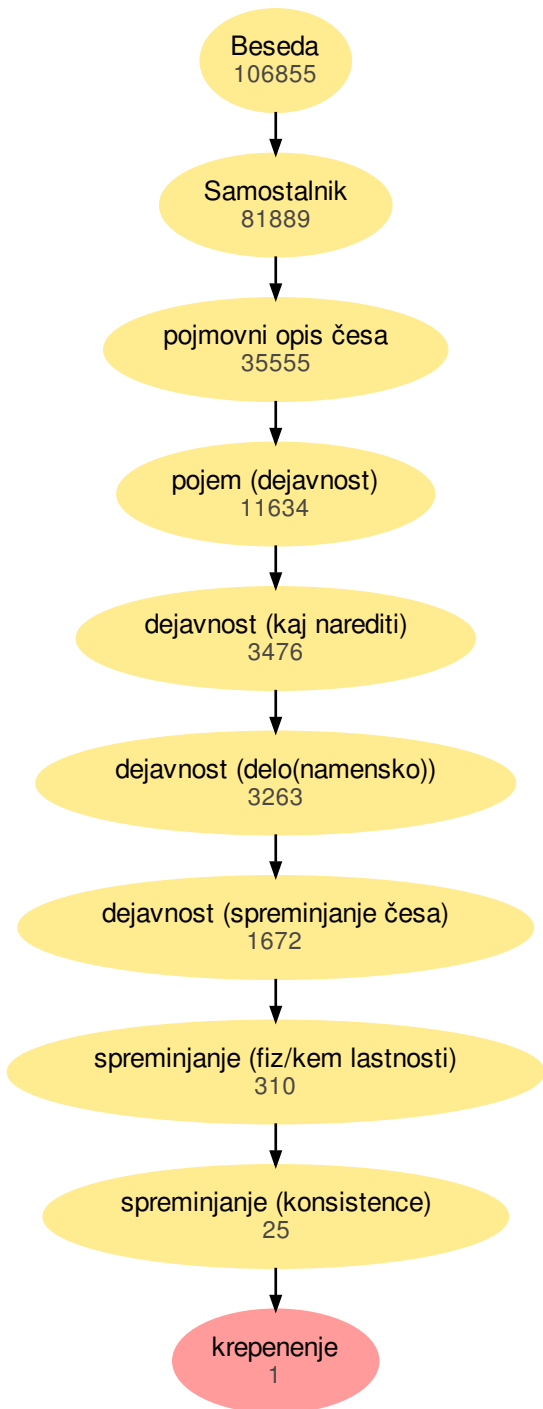 Beseda
106855
Samostalnik
81889
pojmovni opis česa
35555
pojem (dejavnost)
11634
dejavnost (kaj narediti)
3476
dejavnost (delo(namensko))
3263
dejavnost (spreminjanje česa)
1672
spreminjanje (fiz/kem lastnosti)
310
spreminjanje (konsistence)
25
krepenenje
1